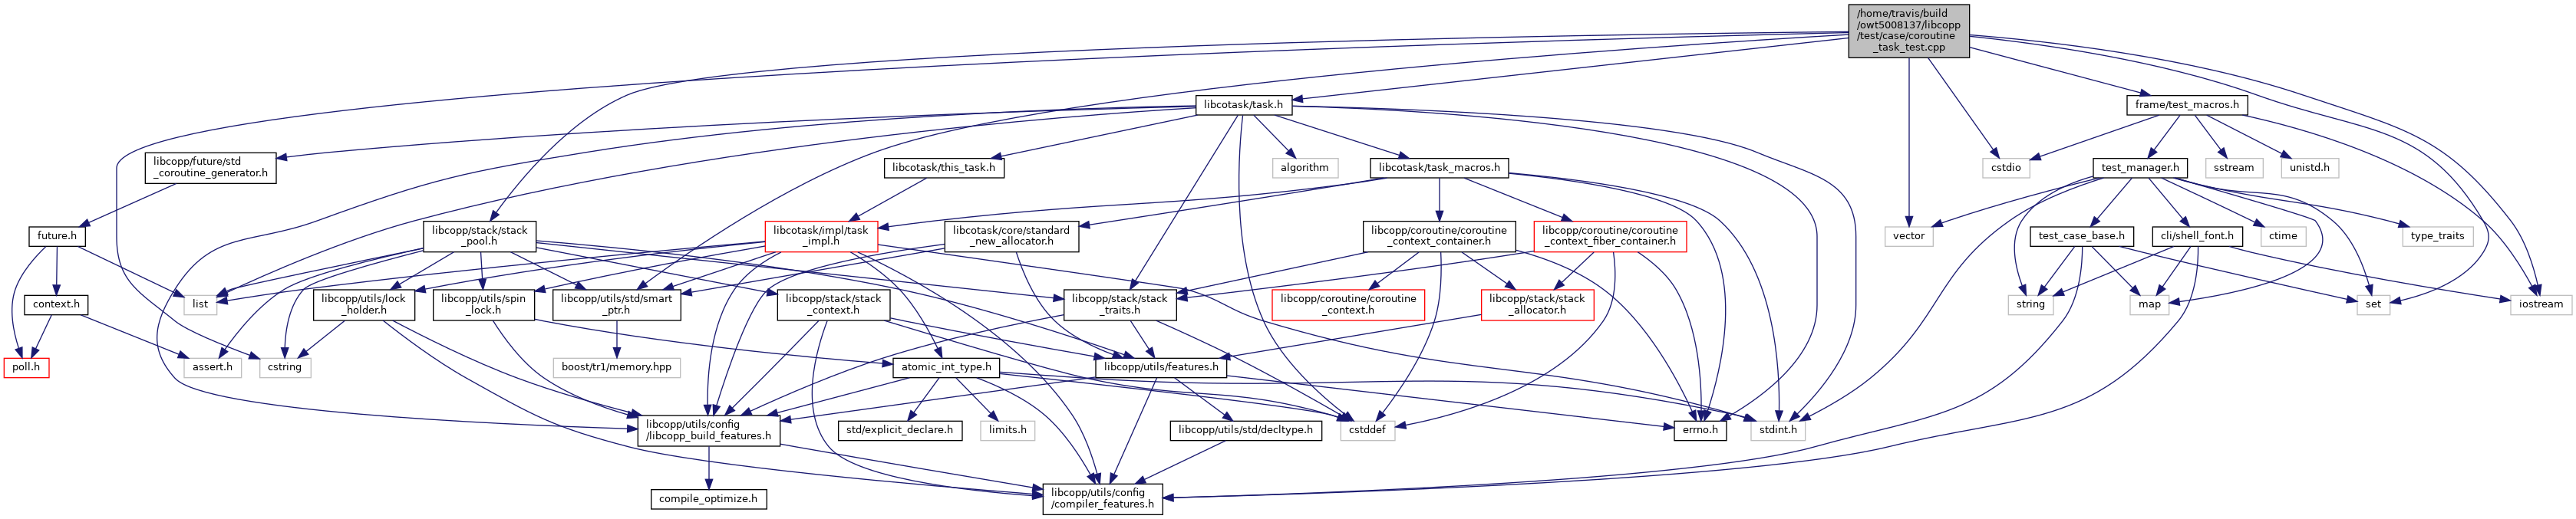 /home/travis/build
/owt5008137/libcopp
/test/case/coroutine
_task_test.cpp
libcotask/task.h
frame/test_macros.h
libcopp/future/std
_coroutine_generator.h
libcotask/this_task.h
algorithm
libcotask/task_macros.h
cstdio
test_manager.h
sstream
unistd.h
future.h
libcopp/stack/stack
_pool.h
libcotask/impl/task
_impl.h
libcotask/core/standard
_new_allocator.h
libcopp/coroutine/coroutine
_context_container.h
libcopp/coroutine/coroutine
_context_fiber_container.h
vector
test_case_base.h
cli/shell_font.h
ctime
type_traits
context.h
list
libcopp/utils/lock
_holder.h
libcopp/utils/spin
_lock.h
libcopp/utils/std/smart
_ptr.h
libcopp/stack/stack
_context.h
libcopp/stack/stack
_traits.h
libcopp/coroutine/coroutine
_context.h
libcopp/stack/stack
_allocator.h
string
map
set
iostream
poll.h
assert.h
cstring
boost/tr1/memory.hpp
atomic_int_type.h
libcopp/utils/features.h
libcopp/utils/config
/libcopp_build_features.h
std/explicit_declare.h
limits.h
libcopp/utils/std/decltype.h
cstddef
errno.h
stdint.h
compile_optimize.h
libcopp/utils/config
/compiler_features.h